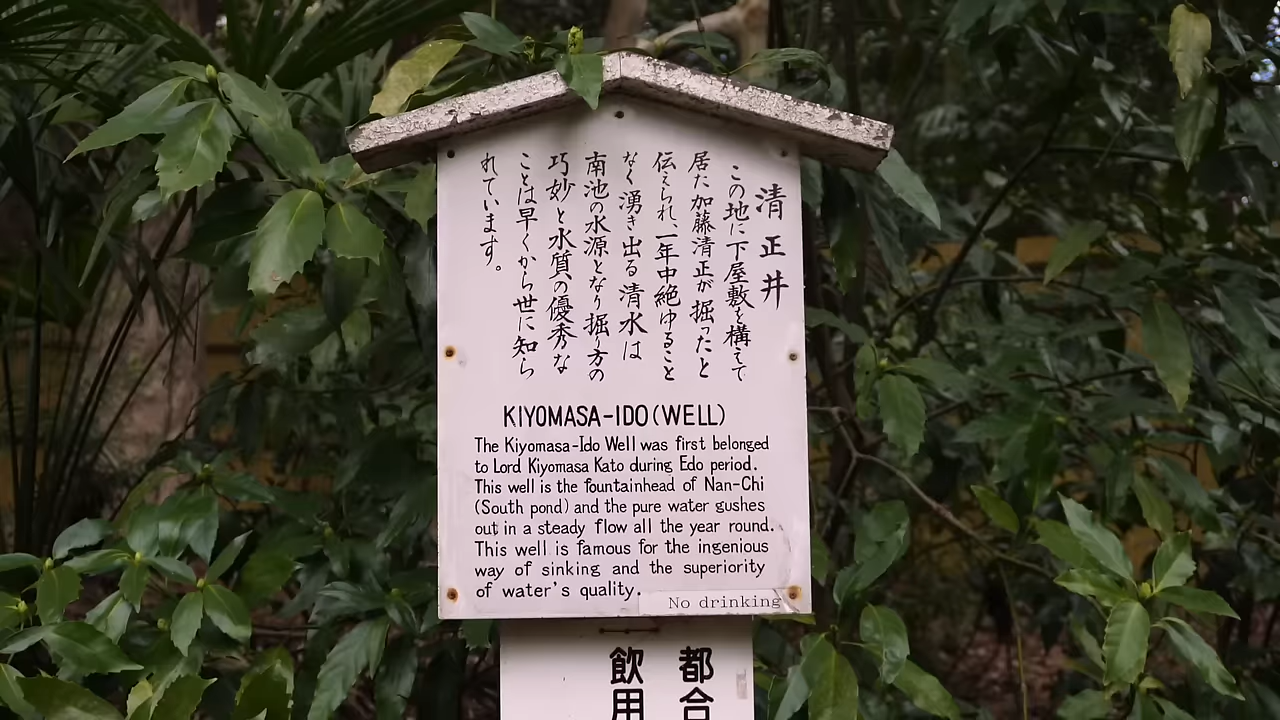 清正井
この地に下屋敷を構えて
居た加藤清正が掘ったと
伝えられ、一年中絶ゆること
なく湧き出る清水は
南池の水源となり掘り方の
巧妙と水質の優秀な
ことは早くから世に知ら
れています。
KIYOMASA-IDO(WELL)
The Kiyomasa-Ido Well was first belonged
to Lord Kiyomasa Kato during Edo period.
This well is the fountainhead of Nan-Chi
(South pond) and the pure water gushes
out in a steady flow all the year round.
This well is famous for the ingenious
way of sinking and the superiority
of water's quality.
No drinking
都合
飲用